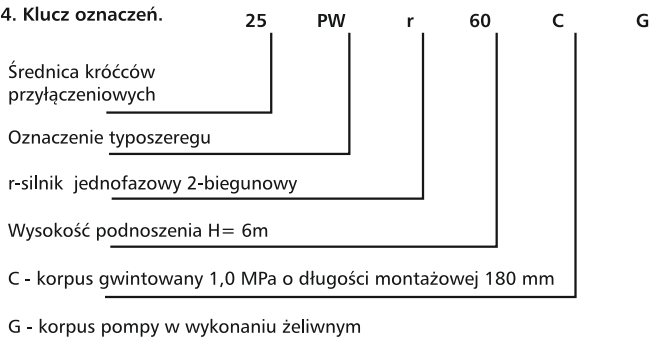 4. Klucz oznaczeń.
25 PW r 60 C G
Średnica króćców
przyłączeniowych
Oznaczenie typoszeregu
r-silnik jednofazowy 2-biegunowy
Wysokość podnoszenia H= 6m
C - korpus gwintowany 1,0 MPa o długości montażowej 180 mm
G - korpus pompy w wykonaniu żeliwnym